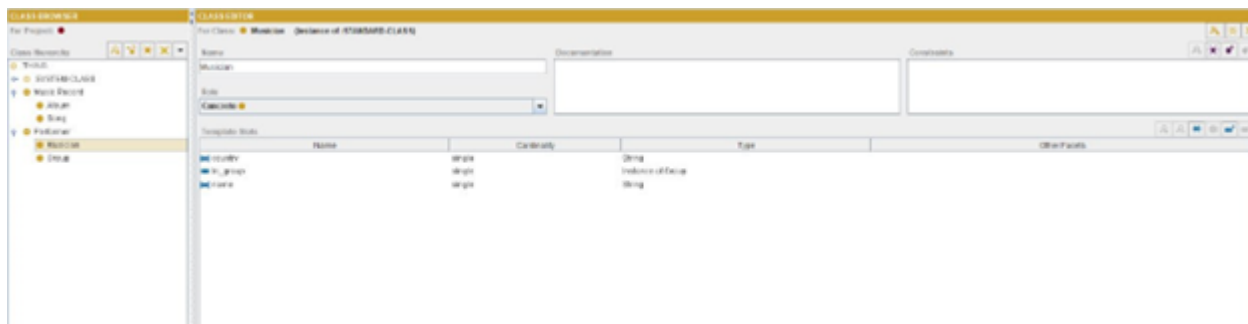 CLASS BROWSER
For Project:
Class Hierarchy
:THING
:SYSTEM-CLASS
Music Record
Album
Song
Performer
Musician
Group
CLASS EDITOR
For Class: Musician (instance of :STANDARD-CLASS)
Name
Musician
Documentation
Constraints
Role
Concrete
Template Slots
Name Cardinality Type Other Facets
country single String
in_group single Instance of Group
name single String